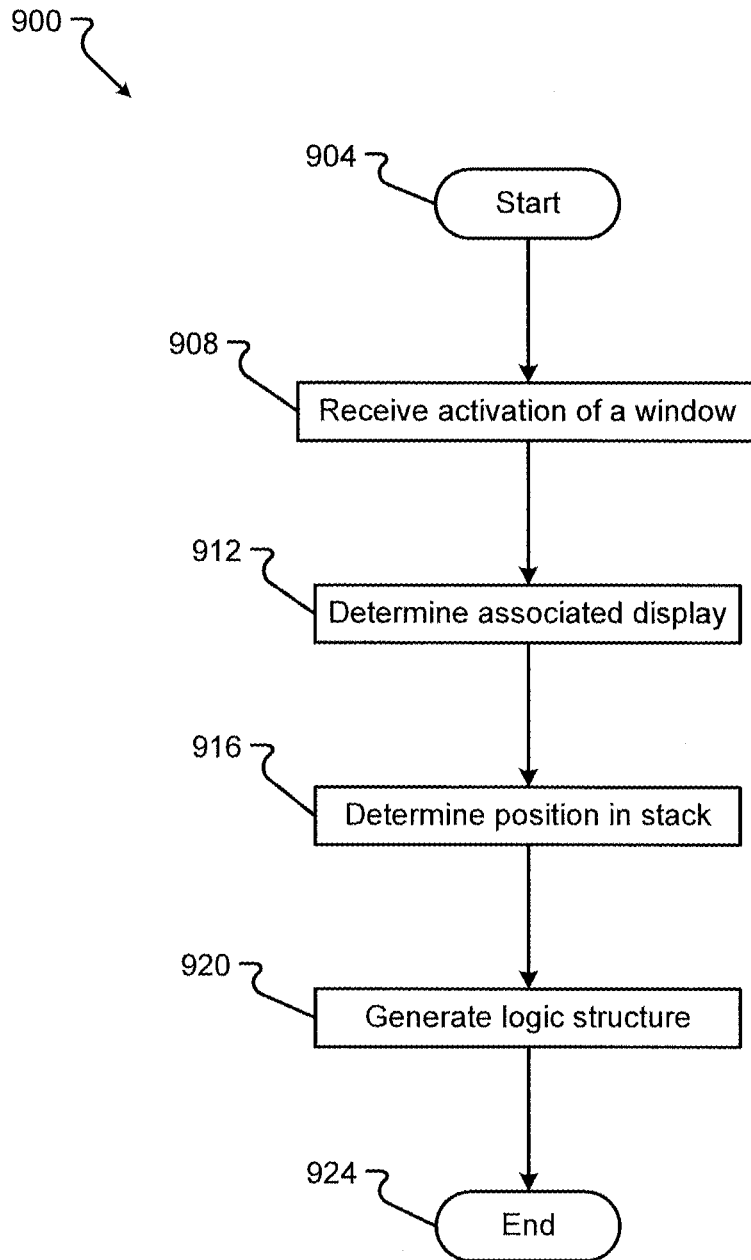 900
904
Start
908
Receive activation of a window
912
Determine associated display
916
Determine position in stack
920
Generate logic structure
924
End